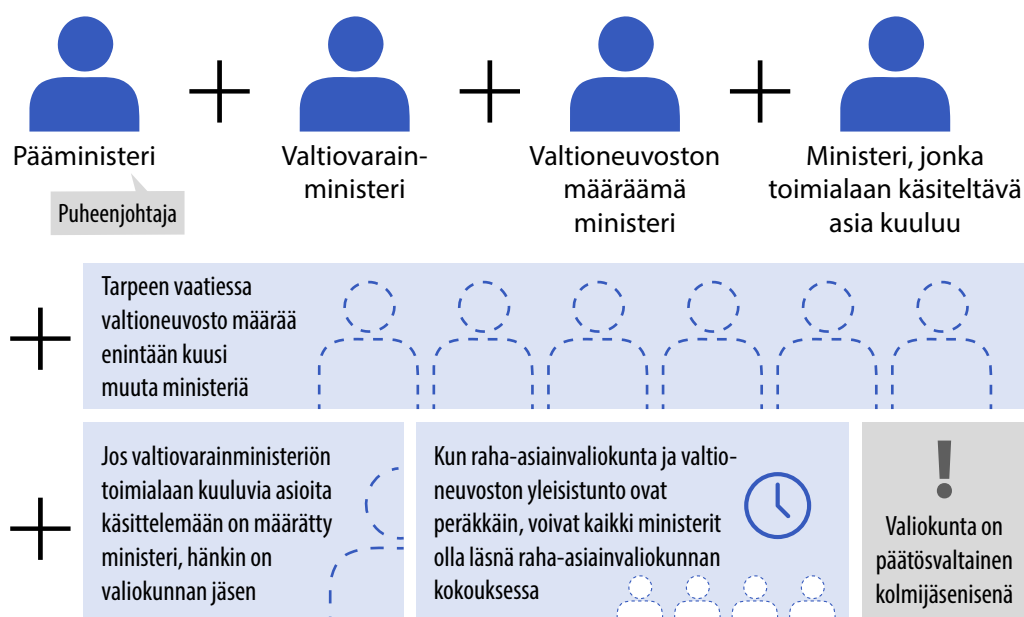 Pääministeri
Puheenjohtaja
Valtiovarain-
ministeri
Valtioneuvoston
määräämä
ministeri
Ministeri, jonka
toimialaan käsiteltävä
asia kuuluu
Tarpeen vaatiessa
valtioneuvosto määrää
enintään kuusi
muuta ministeriä
Jos valtiovarainministeriön
toimialaan kuuluvia asioita
käsittelemään on määrätty
ministeri, hänkin on
valiokunnan jäsen
Kun raha-asiainvaliokunta ja valtio-
neuvoston yleisistunto ovat
peräkkäin, voivat kaikki ministerit
olla läsnä raha-asiainvaliokunnan
kokouksessa
!
Valiokunta on
päätösvaltainen
kolmijäsenisenä